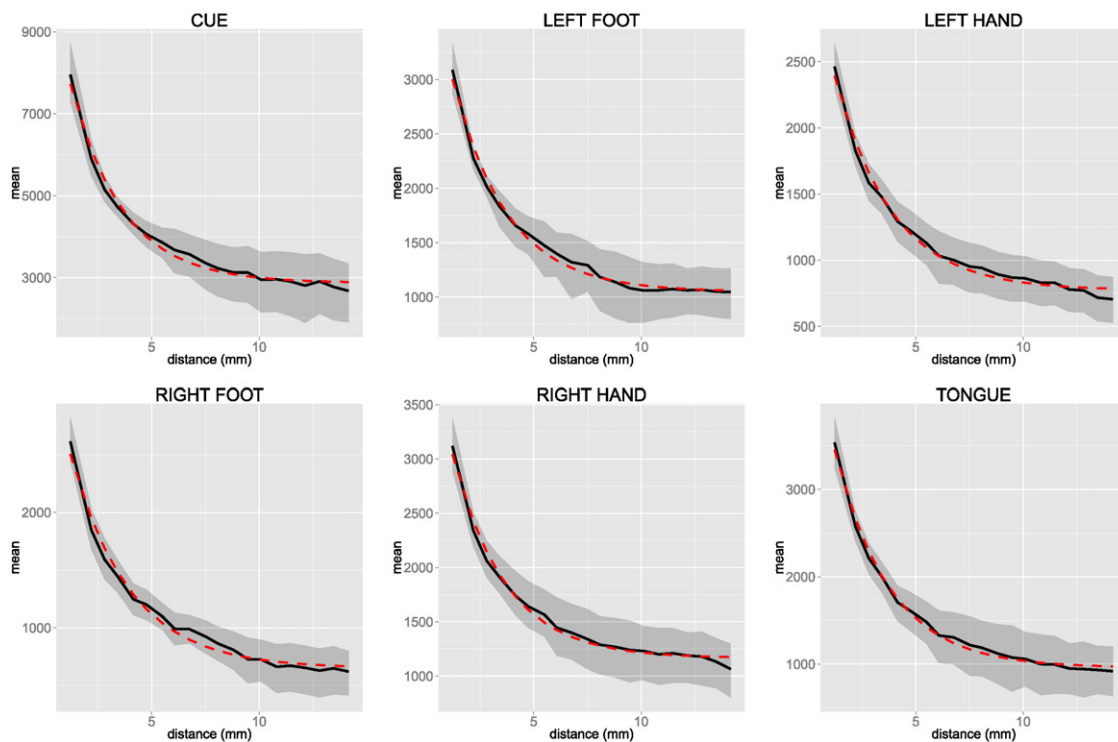 CUE
9000
7000
5000
3000
mean
5
10
distance (mm)
LEFT FOOT
3000
2500
2000
1500
1000
mean
5
10
distance (mm)
LEFT HAND
2500
2000
1500
1000
500
mean
5
10
distance (mm)
RIGHT FOOT
2000
1000
mean
5
10
distance (mm)
RIGHT HAND
3500
3000
2500
2000
1500
1000
mean
5
10
distance (mm)
TONGUE
3000
2000
1000
mean
5
10
distance (mm)